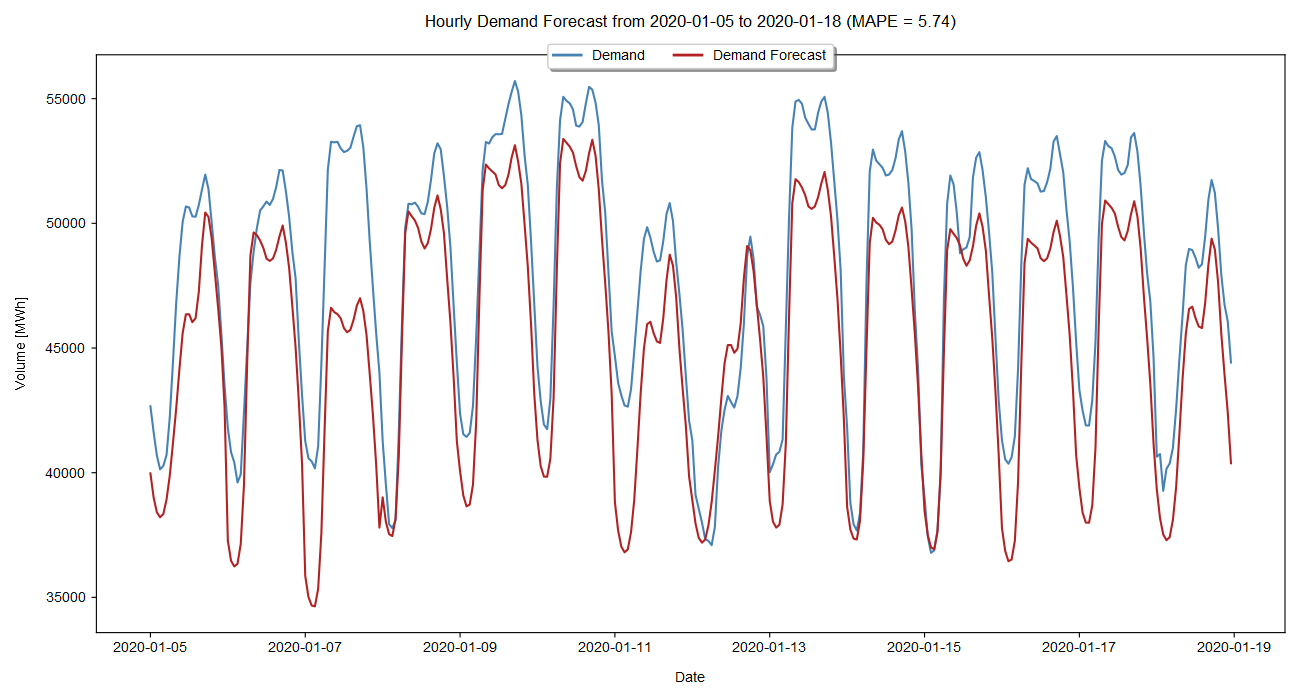 Hourly Demand Forecast from 2020-01-05 to 2020-01-18 (MAPE = 5.74)
Demand Demand Forecast
55000
50000
45000
40000
35000
Volume [MWh]
2020-01-05 2020-01-07 2020-01-09 2020-01-11 2020-01-13 2020-01-15 2020-01-17 2020-01-19
Date